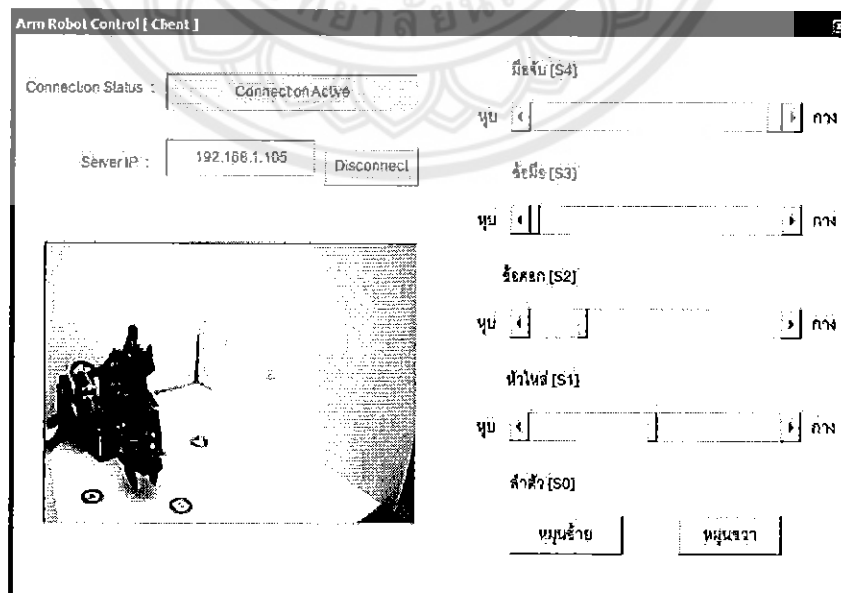 Arm Robot Control [ Client ]
Connection Status :
Connection Active
Server IP :
192.168.1.105
Disconnect
มือจับ [S4]
หุบ
กาง
ข้อมือ [S3]
หุบ
กาง
ข้อศอก [S2]
หุบ
กาง
หัวไหล่ [S1]
หุบ
กาง
ลำตัว [S0]
หมุนซ้าย
หมุนขวา